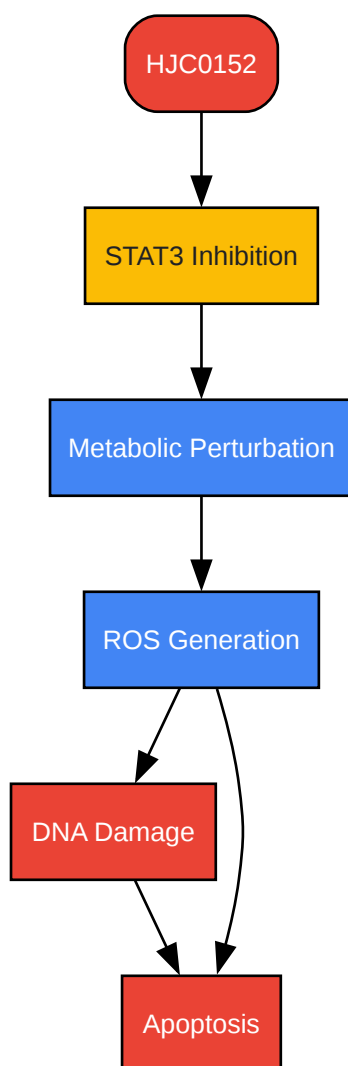 HJC0152
STAT3 Inhibition
Metabolic Perturbation
ROS Generation
DNA Damage
Apoptosis